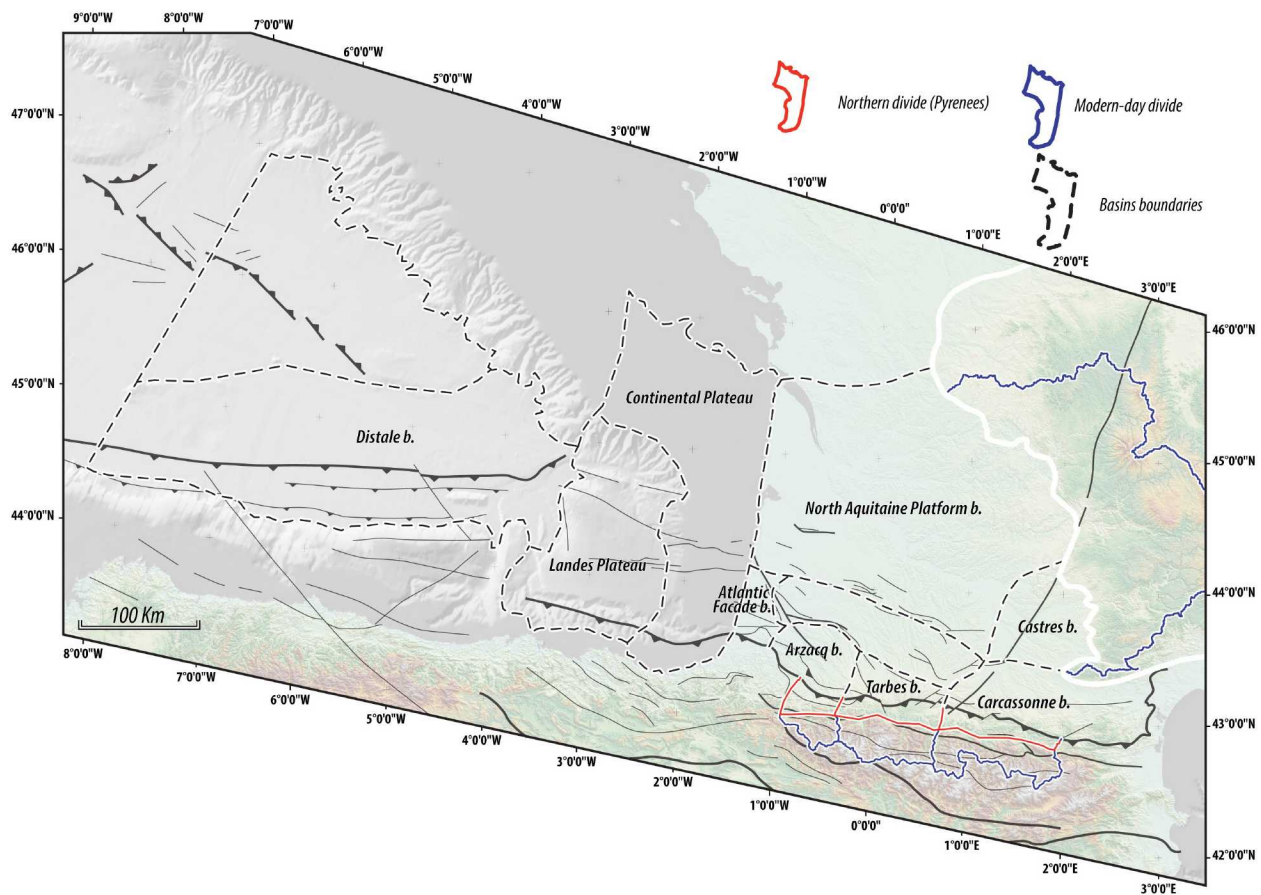 9°0'0"W
8°0'0"W
7°0'0"W
6°0'0"W
5°0'0"W
4°0'0"W
3°0'0"W
2°0'0"W
1°0'0"W
0°0'0"
1°0'0"E
2°0'0"E
3°0'0"E
Northern divide (Pyrenees)
Modern-day divide
Basins boundaries
47°0'0"N
46°0'0"N
45°0'0"N
44°0'0"N
46°0'0"N
45°0'0"N
44°0'0"N
43°0'0"N
42°0'0"N
Continental Plateau
Distale b.
North Aquitaine Platform b.
Landes Plateau
Atlantic
Facade b.
Castres b.
Arzacq b.
Tarbes b.
Carcassonne b.
100 Km
8°0'0"W
7°0'0"W
6°0'0"W
5°0'0"W
4°0'0"W
3°0'0"W
2°0'0"W
1°0'0"W
0°0'0"
1°0'0"E
2°0'0"E
3°0'0"E